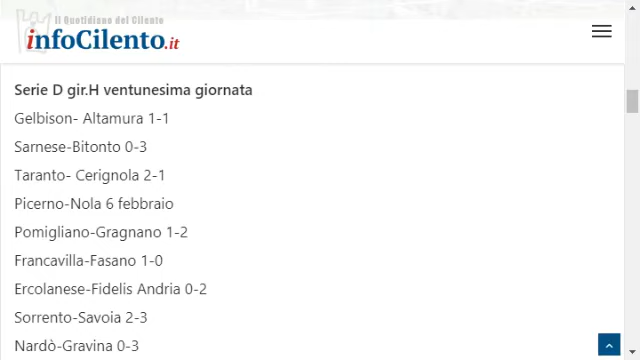 Il Quotidiano del Cilento
infoCilento.it
Serie D gir.H ventunesima giornata
Gelbison- Altamura 1-1
Sarnese-Bitonto 0-3
Taranto- Cerignola 2-1
Picerno-Nola 6 febbraio
Pomigliano-Gragnano 1-2
Francavilla-Fasano 1-0
Ercolanese-Fidelis Andria 0-2
Sorrento-Savoia 2-3
Nardò-Gravina 0-3